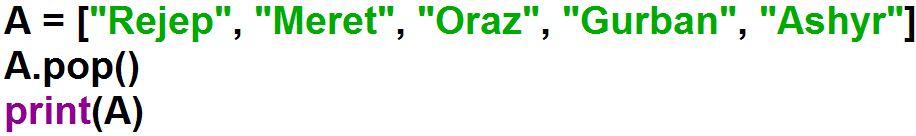 A = ["Rejep", "Meret", "Oraz", "Gurban", "Ashyr"]
A.pop()
print(A)